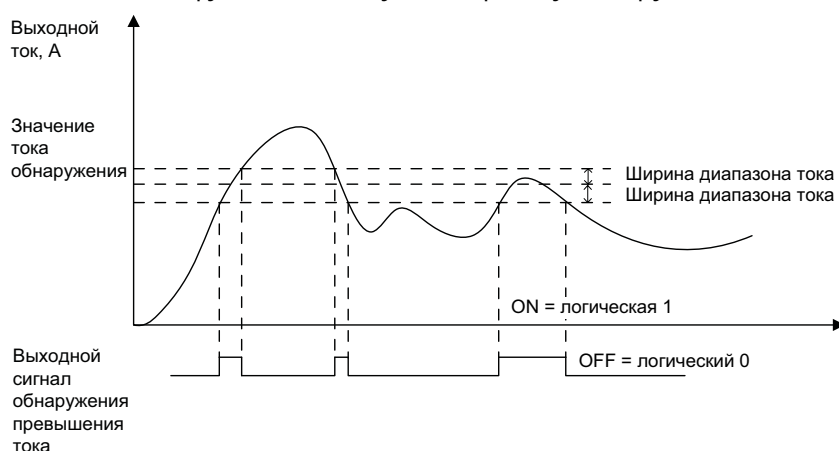 Выходной
ток, А
Значение
тока
обнаружения
Ширина диапазона тока
Ширина диапазона тока
ON = логическая 1
Выходной
сигнал
обнаружения
превышения
тока
OFF = логический 0